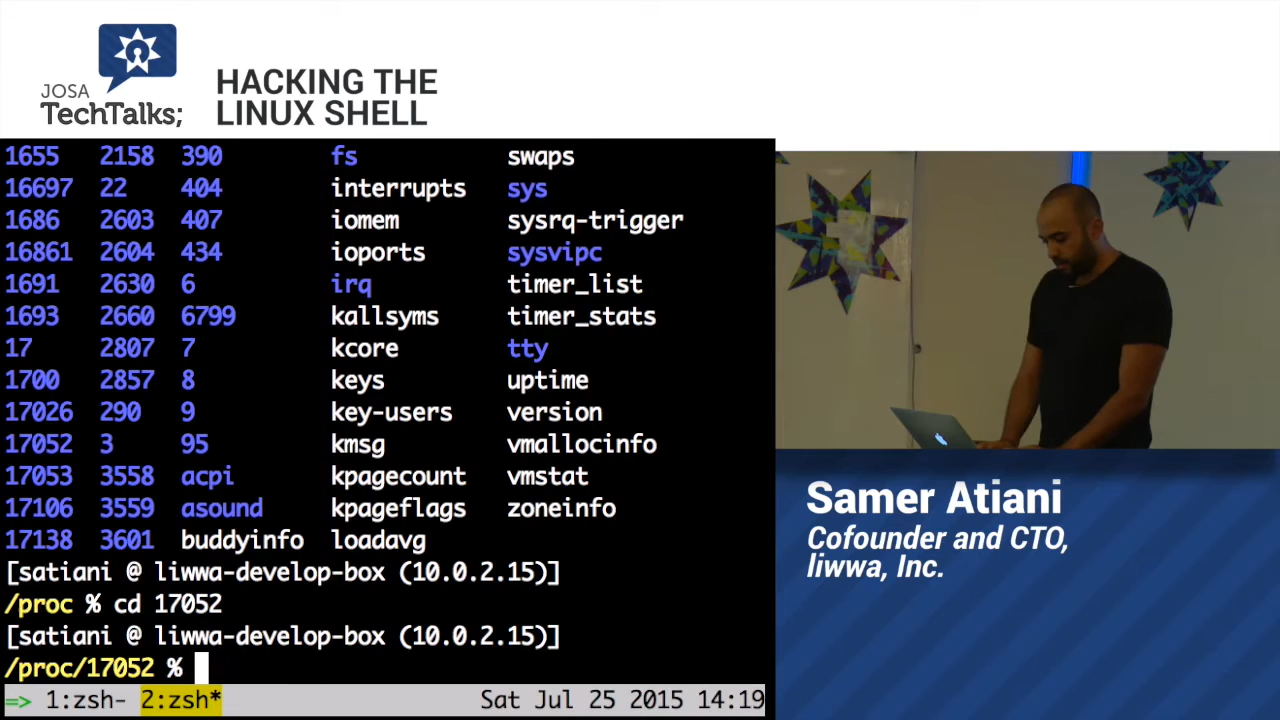 JOSA
TechTalks;
HACKING THE
LINUX SHELL
1655 2158 390 fs swaps
16697 22 404 interrupts sys
1686 2603 407 iomem sysrq-trigger
16861 2604 434 ioports sysvipc
1691 2630 6 irq timer_list
1693 2660 6799 kallsyms timer_stats
17 2807 7 kcore tty
1700 2857 8 keys uptime
17026 290 9 key-users version
17052 3 95 kmsg vmallocinfo
17053 3558 acpi kpagecount vmstat
17106 3559 asound kpageflags zoneinfo
17138 3601 buddyinfo loadavg
[satiani @ liwwa-develop-box (10.0.2.15)]
/proc % cd 17052
[satiani @ liwwa-develop-box (10.0.2.15)]
/proc/17052 %
=> 1:zsh- 2:zsh* Sat Jul 25 2015 14:19
Samer Atiani
Cofounder and CTO,
liwwa, Inc.